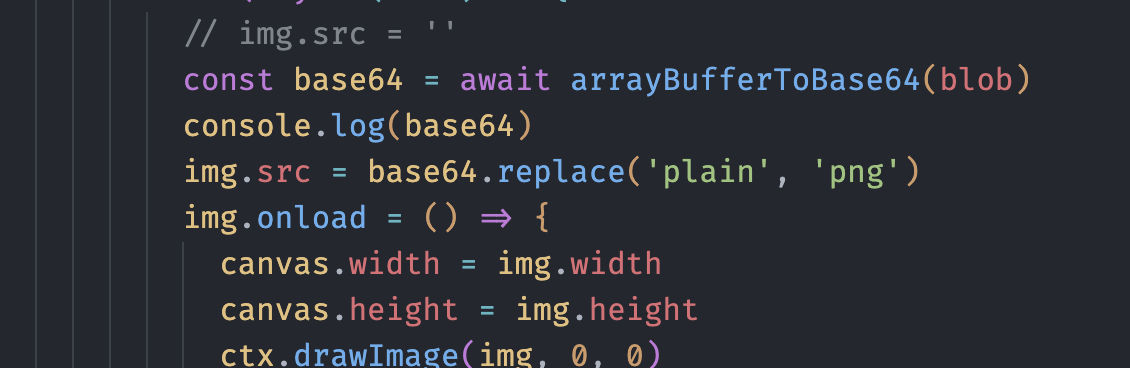 // img.src = ''
const base64 = await arrayBufferToBase64(blob)
console.log(base64)
img.src = base64.replace('plain', 'png')
img.onload = () => {
canvas.width = img.width
canvas.height = img.height
ctx.drawImage(img, 0, 0)